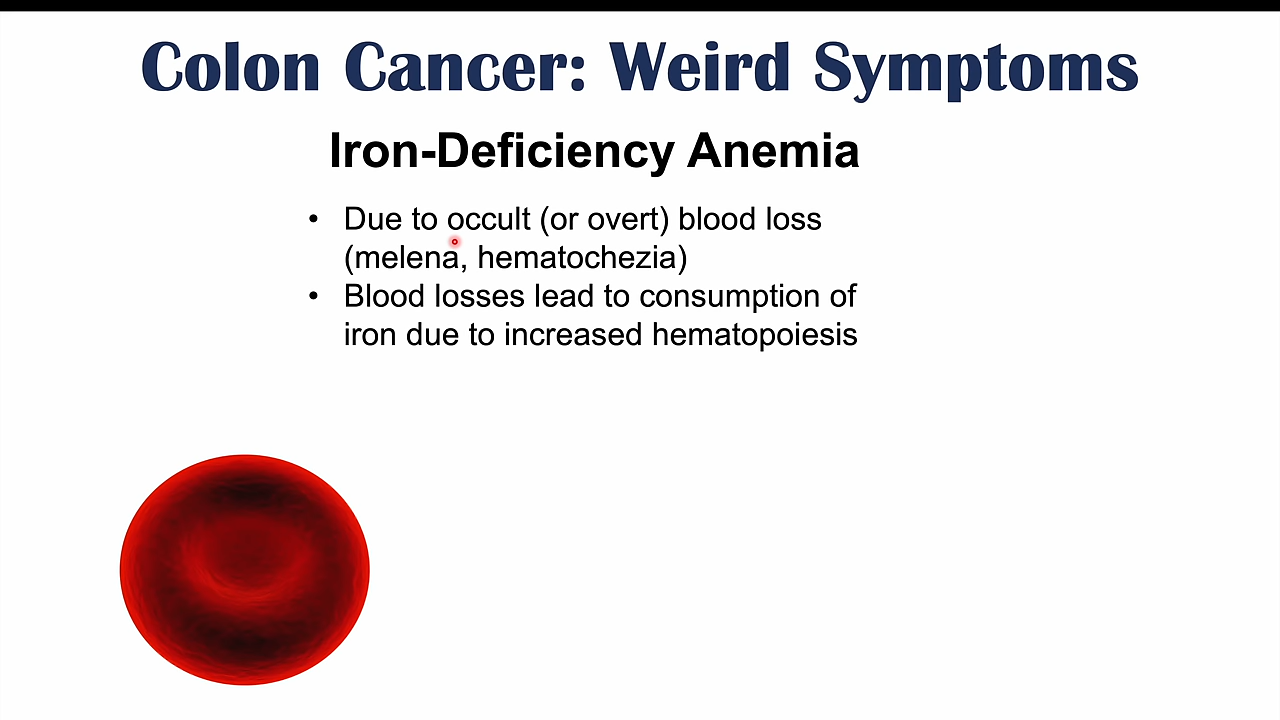 Colon Cancer: Weird Symptoms
Iron-Deficiency Anemia
• Due to occult (or overt) blood loss
(melena, hematochezia)
• Blood losses lead to consumption of
iron due to increased hematopoiesis